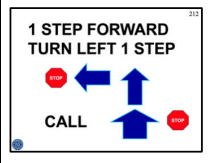 212
1 STEP FORWARD
TURN LEFT 1 STEP
STOP
CALL
STOP